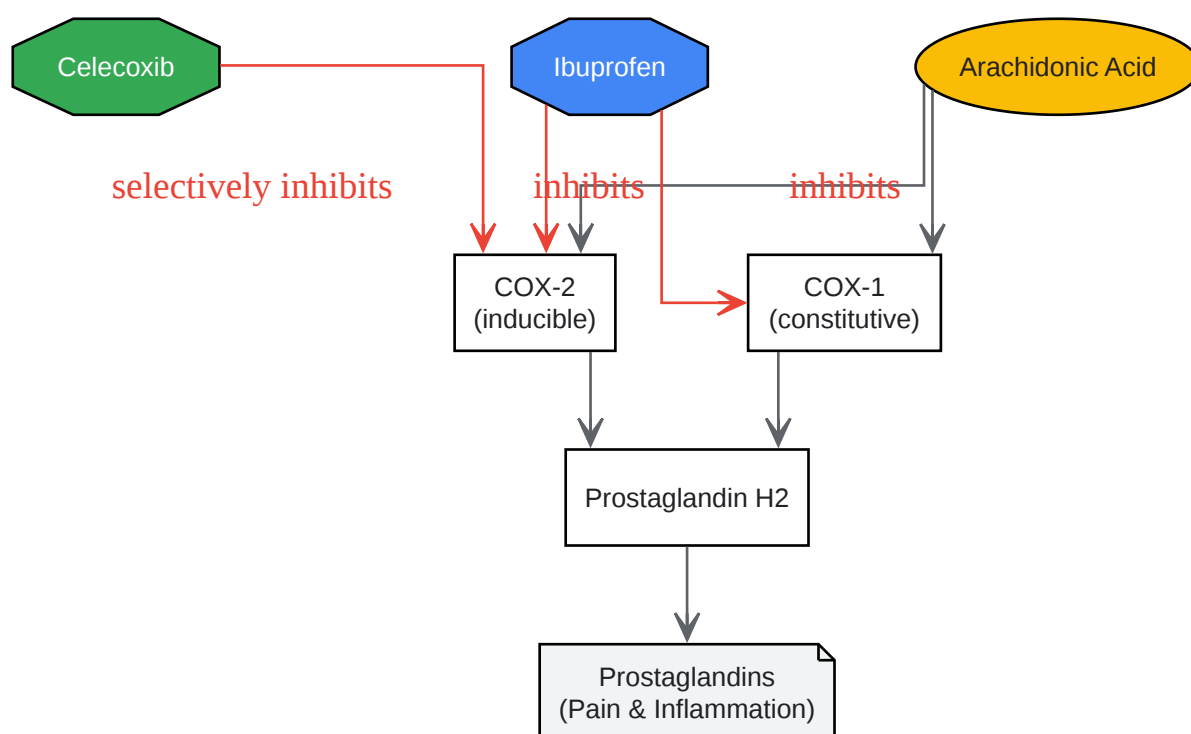 Celecoxib
Ibuprofen
Arachidonic Acid
selectively inhibits
inhibits
inhibits
COX-2
(inducible)
COX-1
(constitutive)
Prostaglandin H2
Prostaglandins
(Pain & Inflammation)